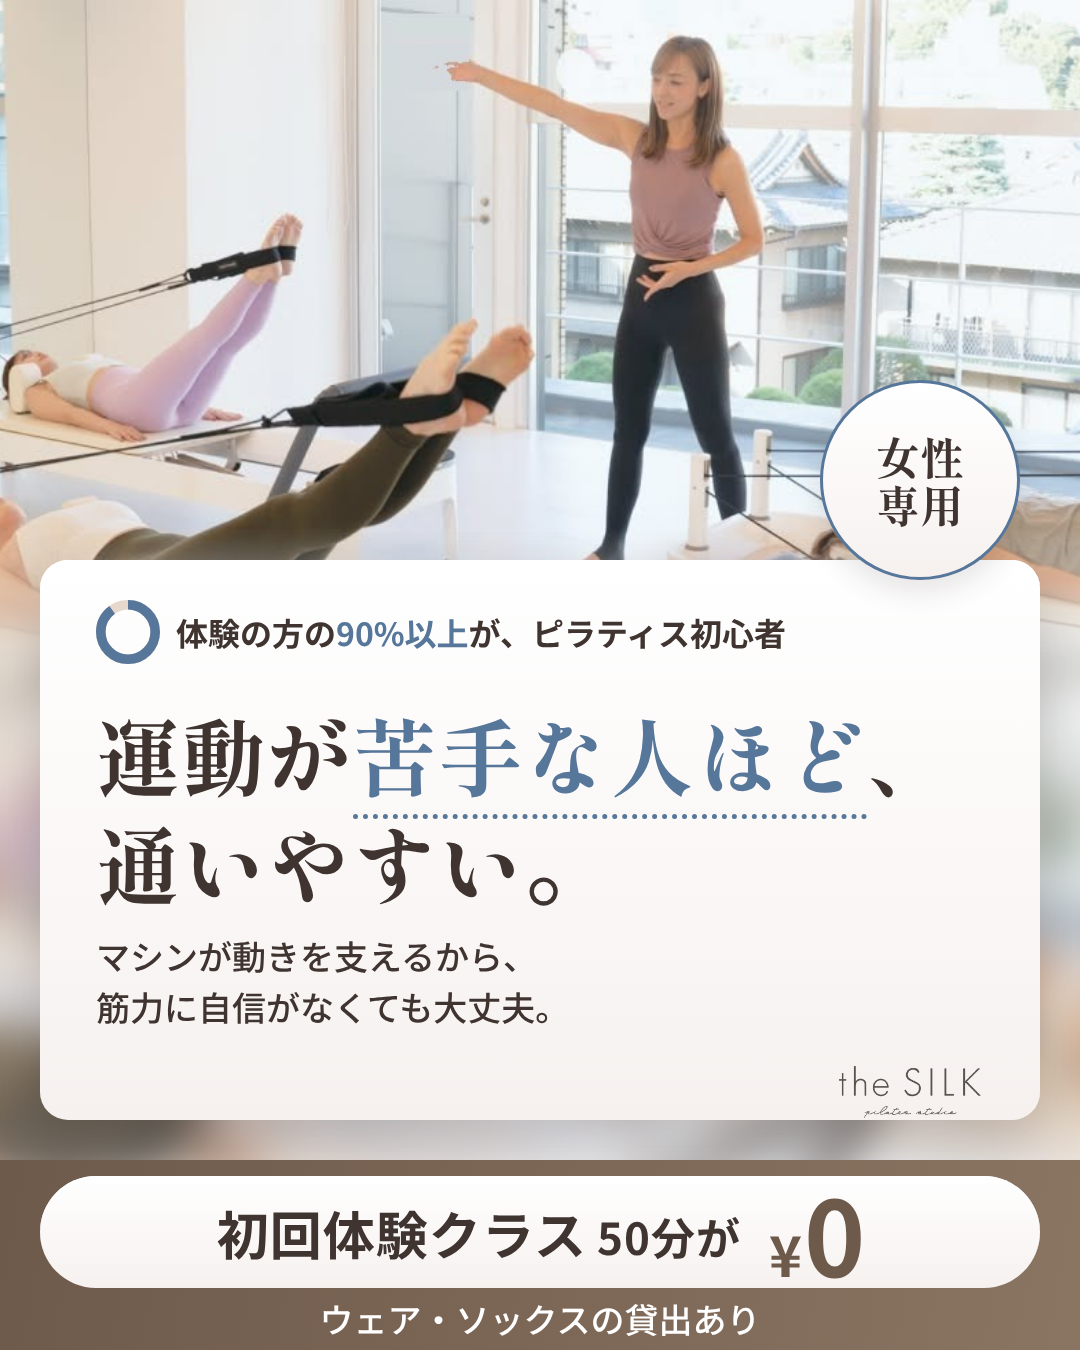 女性
専用
体験の方の90%以上が、ピラティス初心者
運動が苦手な人ほど、
通いやすい。
マシンが動きを支えるから、
筋力に自信がなくても大丈夫。
the SILK
pilates studio
初回体験クラス 50分が ¥0
ウェア・ソックスの貸出あり